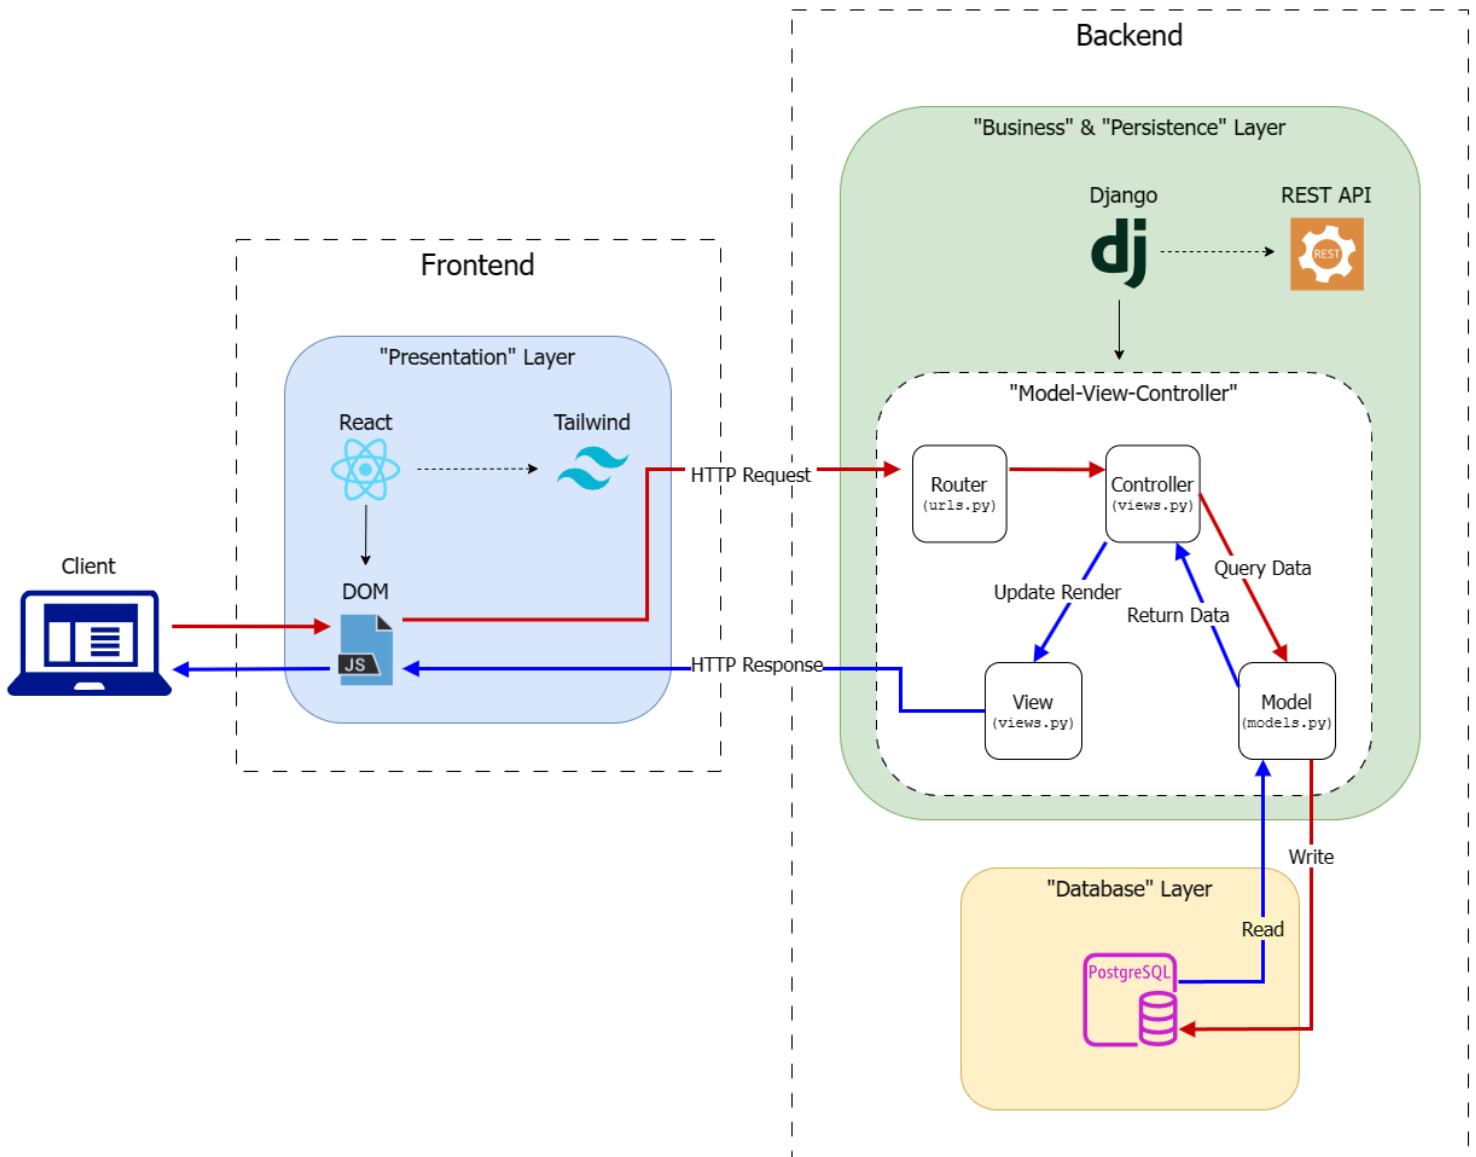 Backend
"Business" & "Persistence" Layer
Django
REST API
REST
Frontend
"Presentation" Layer
React
Tailwind
"Model-View-Controller"
HTTP Request
Router
(urls.py)
Controller
(views.py)
Client
DOM
JS
Query Data
Update Render
Return Data
HTTP Response
View
(views.py)
Model
(models.py)
Write
"Database" Layer
Read
PostgreSQL